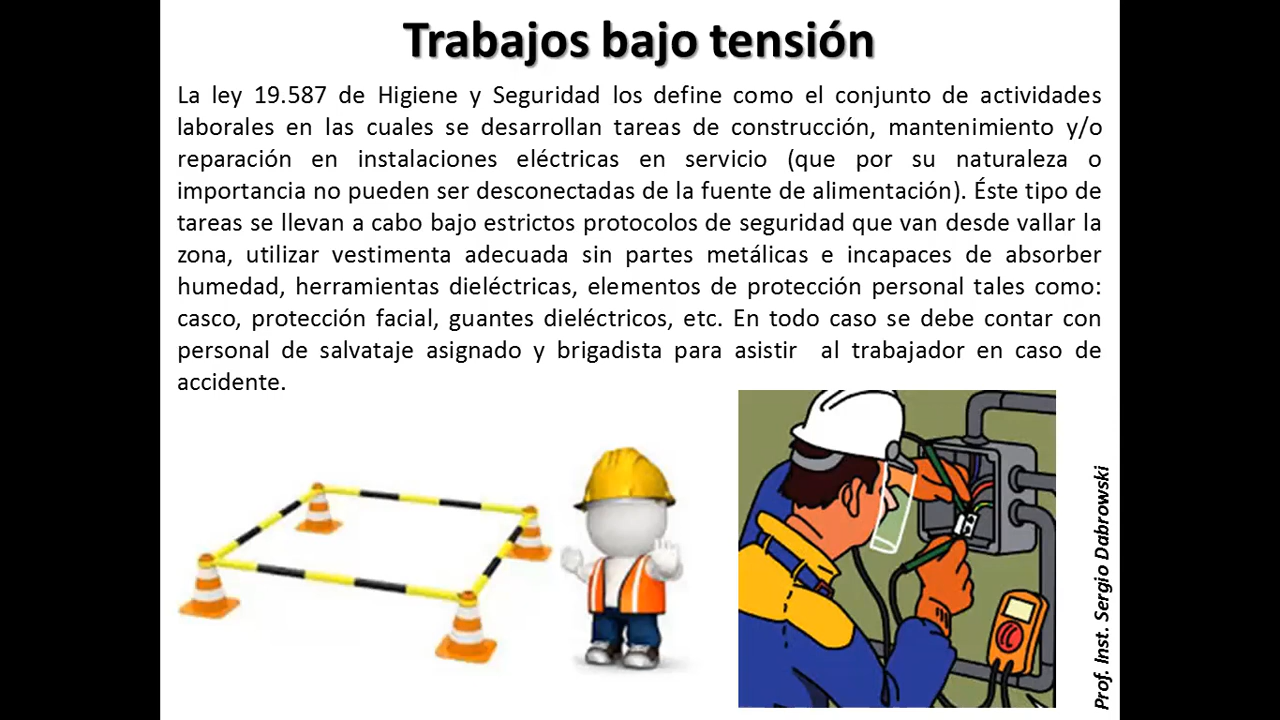 Trabajos bajo tensión
La ley 19.587 de Higiene y Seguridad los define como el conjunto de actividades
laborales en las cuales se desarrollan tareas de construcción, mantenimiento y/o
reparación en instalaciones eléctricas en servicio (que por su naturaleza o
importancia no pueden ser desconectadas de la fuente de alimentación). Éste tipo de
tareas se llevan a cabo bajo estrictos protocolos de seguridad que van desde vallar la
zona, utilizar vestimenta adecuada sin partes metálicas e incapaces de absorber
humedad, herramientas dieléctricas, elementos de protección personal tales como:
casco, protección facial, guantes dieléctricos, etc. En todo caso se debe contar con
personal de salvataje asignado y brigadista para asistir al trabajador en caso de
accidente.
Prof. Inst. Sergio Dabrowski